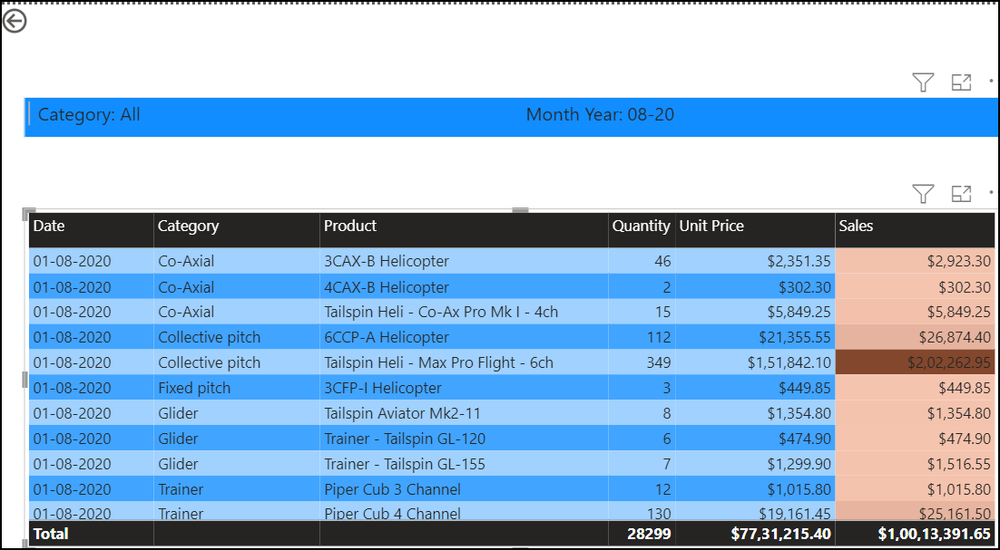 Category: All Month Year: 08-20
Date Category Product Quantity Unit Price Sales
01-08-2020 Co-Axial 3CAX-B Helicopter 46 $2,351.35 $2,923.30
01-08-2020 Co-Axial 4CAX-B Helicopter 2 $302.30 $302.30
01-08-2020 Co-Axial Tailspin Heli - Co-Ax Pro Mk I - 4ch 15 $5,849.25 $5,849.25
01-08-2020 Collective pitch 6CCP-A Helicopter 112 $21,355.55 $26,874.40
01-08-2020 Collective pitch Tailspin Heli - Max Pro Flight - 6ch 349 $1,51,842.10 $2,02,262.95
01-08-2020 Fixed pitch 3CFP-I Helicopter 3 $449.85 $449.85
01-08-2020 Glider Tailspin Aviator Mk2-11 8 $1,354.80 $1,354.80
01-08-2020 Glider Trainer - Tailspin GL-120 6 $474.90 $474.90
01-08-2020 Glider Trainer - Tailspin GL-155 7 $1,299.90 $1,516.55
01-08-2020 Trainer Piper Cub 3 Channel 12 $1,015.80 $1,015.80
01-08-2020 Trainer Piper Cub 4 Channel 130 $19,161.45 $25,161.50
Total 28299 $77,31,215.40 $1,00,13,391.65